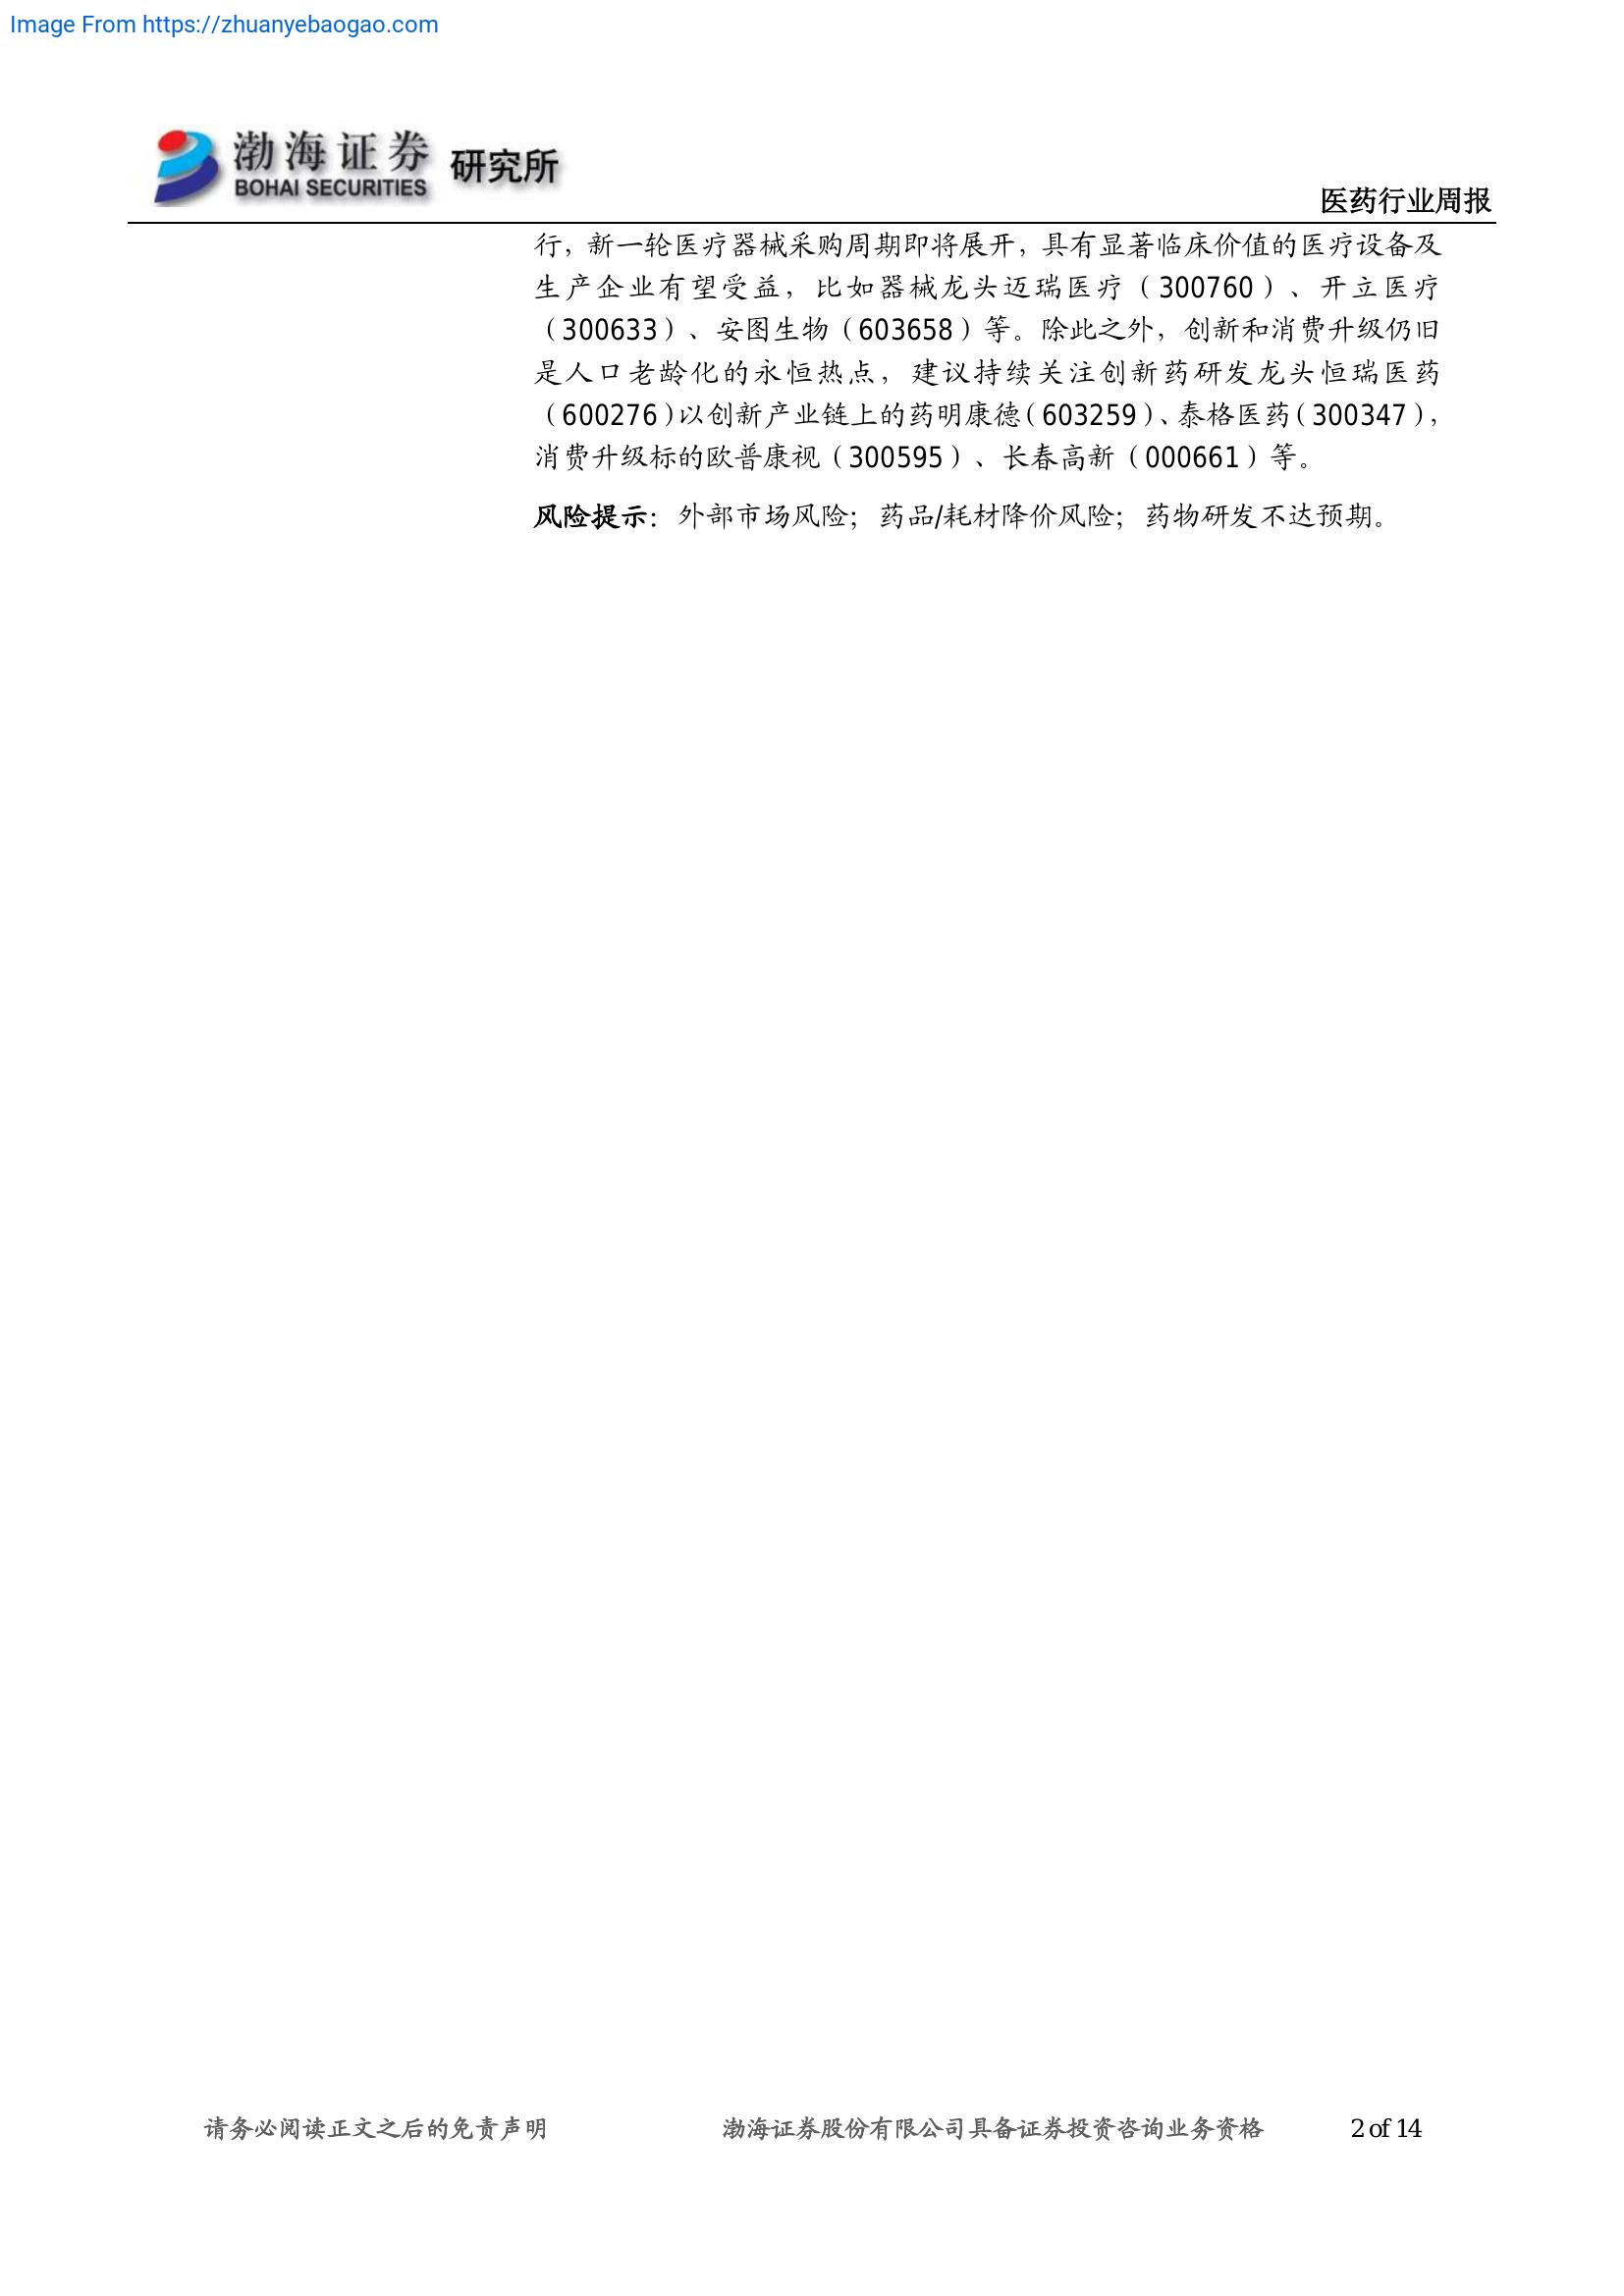 Image From https://zhuanyebaogao.com
渤海证券
BOHAI SECURITIES
研究所
医药行业周报
行，新一轮医疗器械采购周期即将展开，具有显著临床价值的医疗设备及
生产企业有望受益，比如器械龙头迈瑞医疗（300760）、开立医疗
（300633）、安图生物（603658）等。除此之外，创新和消费升级仍旧
是人口老龄化的永恒热点，建议持续关注创新药研发龙头恒瑞医药
（600276）以创新产业链上的药明康德（603259）、泰格医药（300347），
消费升级标的欧普康视（300595）、长春高新（000661）等。
风险提示：外部市场风险；药品/耗材降价风险；药物研发不达预期。
请务必阅读正文之后的免责声明 渤海证券股份有限公司具备证券投资咨询业务资格 2 of 14